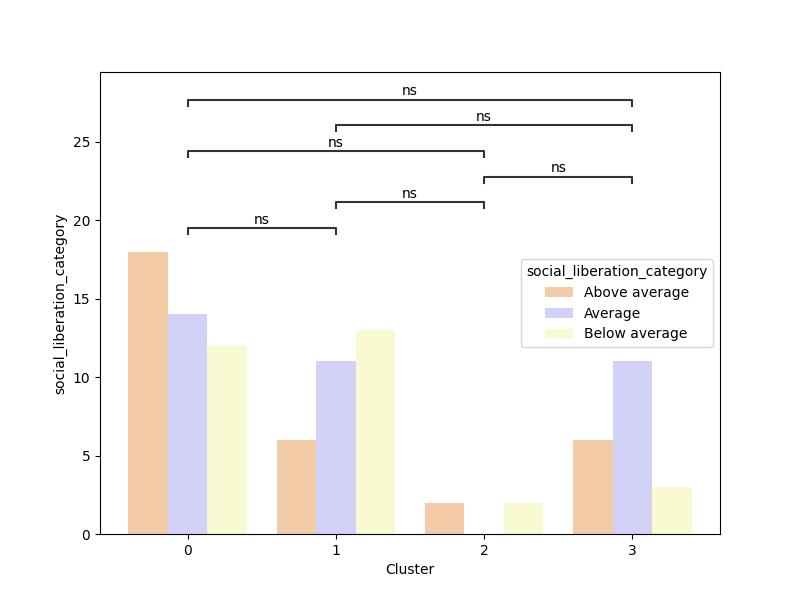 ns
ns
ns
ns
ns
ns
25
20
15
10
5
0
social_liberation_category
social_liberation_category
Above average
Average
Below average
0 1 2 3
Cluster